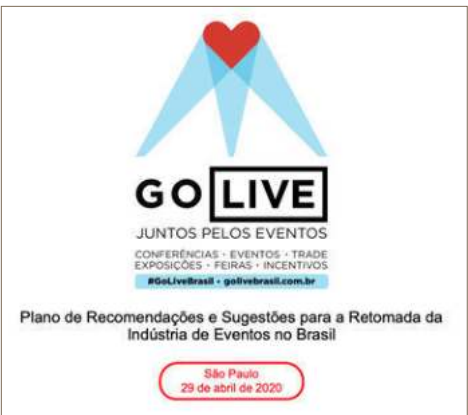 GO LIVE
JUNTOS PELOS EVENTOS
CONFERÊNCIAS • EVENTOS • TRADE
EXPOSIÇÕES • FEIRAS • INCENTIVOS
#GoLiveBrasil • golivebrasil.com.br
Plano de Recomendações e Sugestões para a Retomada da
Indústria de Eventos no Brasil
São Paulo
29 de abril de 2020